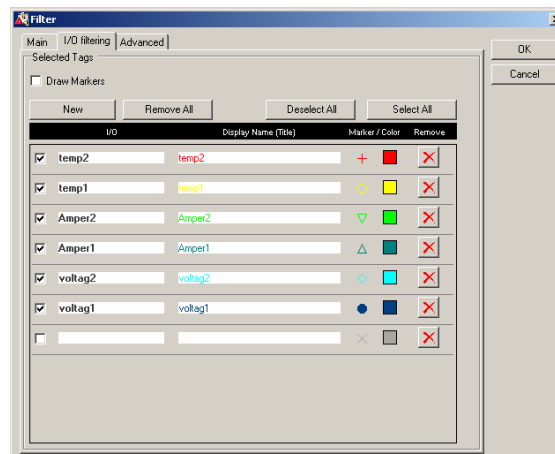 Filter
Main I/O filtering Advanced
OK
Selected Tags
Cancel
Draw Markers
New Remove All Deselect All Select All
I/O Display Name (Title) Marker / Color Remove
temp2 temp2
temp1 temp1
Amper2 Amper2
Amper1 Amper1
voltag2 voltag2
voltag1 voltag1